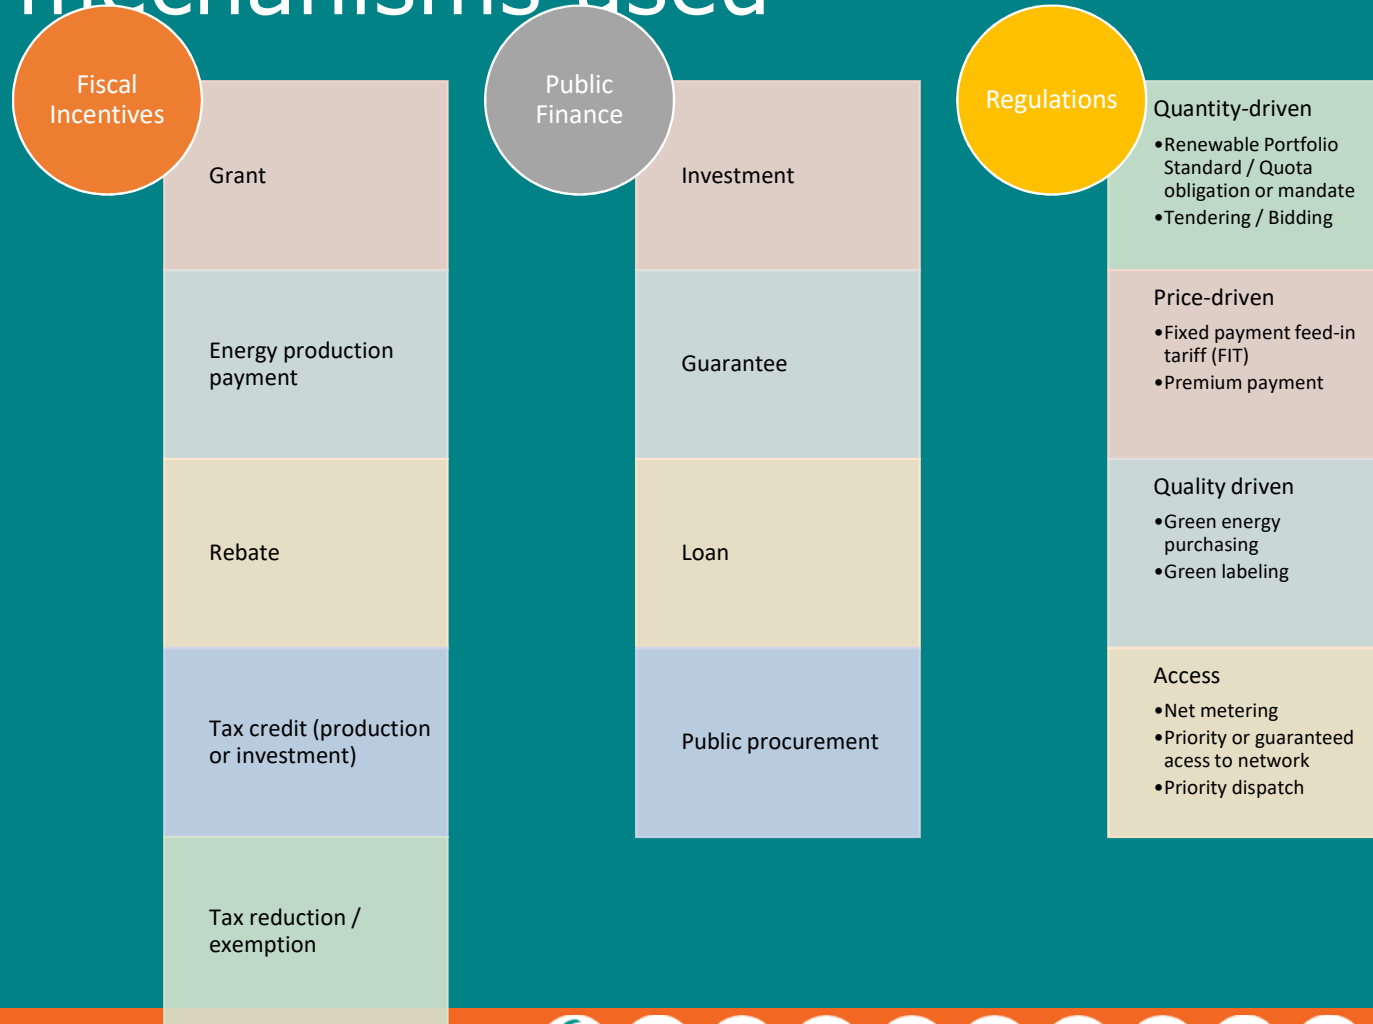 mechanisms used
Fiscal
Incentives
Grant
Energy production
payment
Rebate
Tax credit (production
or investment)
Tax reduction /
exemption
Public
Finance
Investment
Guarantee
Loan
Public procurement
Regulations
Quantity-driven
•Renewable Portfolio
Standard / Quota
obligation or mandate
•Tendering / Bidding
Price-driven
•Fixed payment feed-in
tariff (FIT)
•Premium payment
Quality driven
•Green energy
purchasing
•Green labeling
Access
•Net metering
•Priority or guaranteed
acess to network
•Priority dispatch